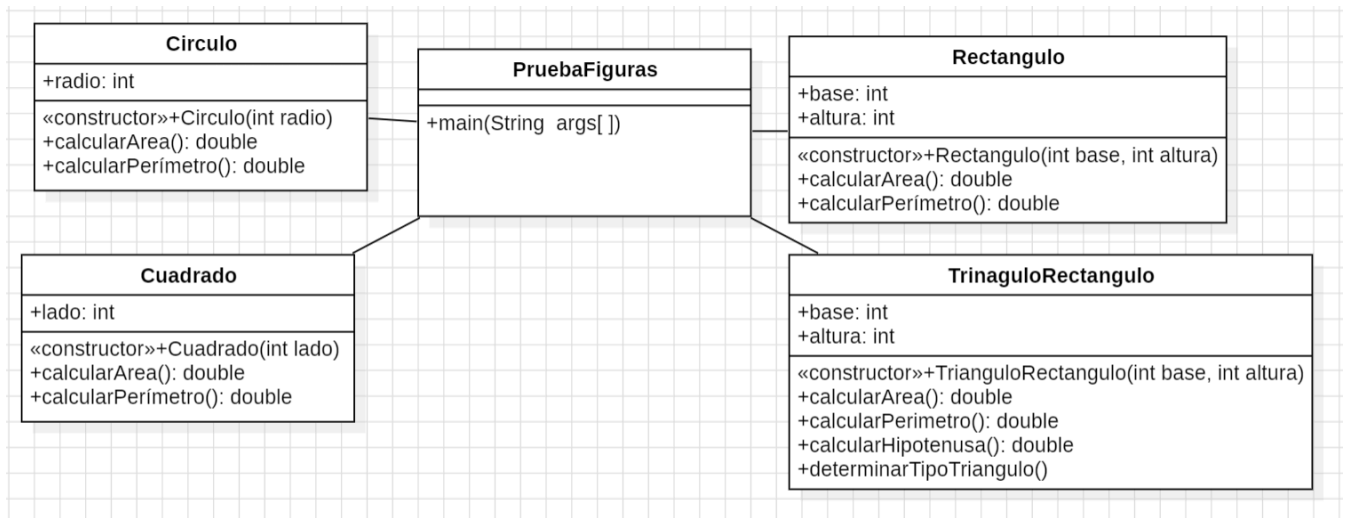 Circulo
+radio: int
«constructor»+Circulo(int radio)
+calcularArea(): double
+calcularPerímetro(): double
PruebaFiguras
+main(String args[ ])
Rectangulo
+base: int
+altura: int
«constructor»+Rectangulo(int base, int altura)
+calcularArea(): double
+calcularPerímetro(): double
Cuadrado
+lado: int
«constructor»+Cuadrado(int lado)
+calcularArea(): double
+calcularPerímetro(): double
TrinaguloRectangulo
+base: int
+altura: int
«constructor»+TrianguloRectangulo(int base, int altura)
+calcularArea(): double
+calcularPerimetro(): double
+calcularHipotenusa(): double
+determinarTipoTriangulo()